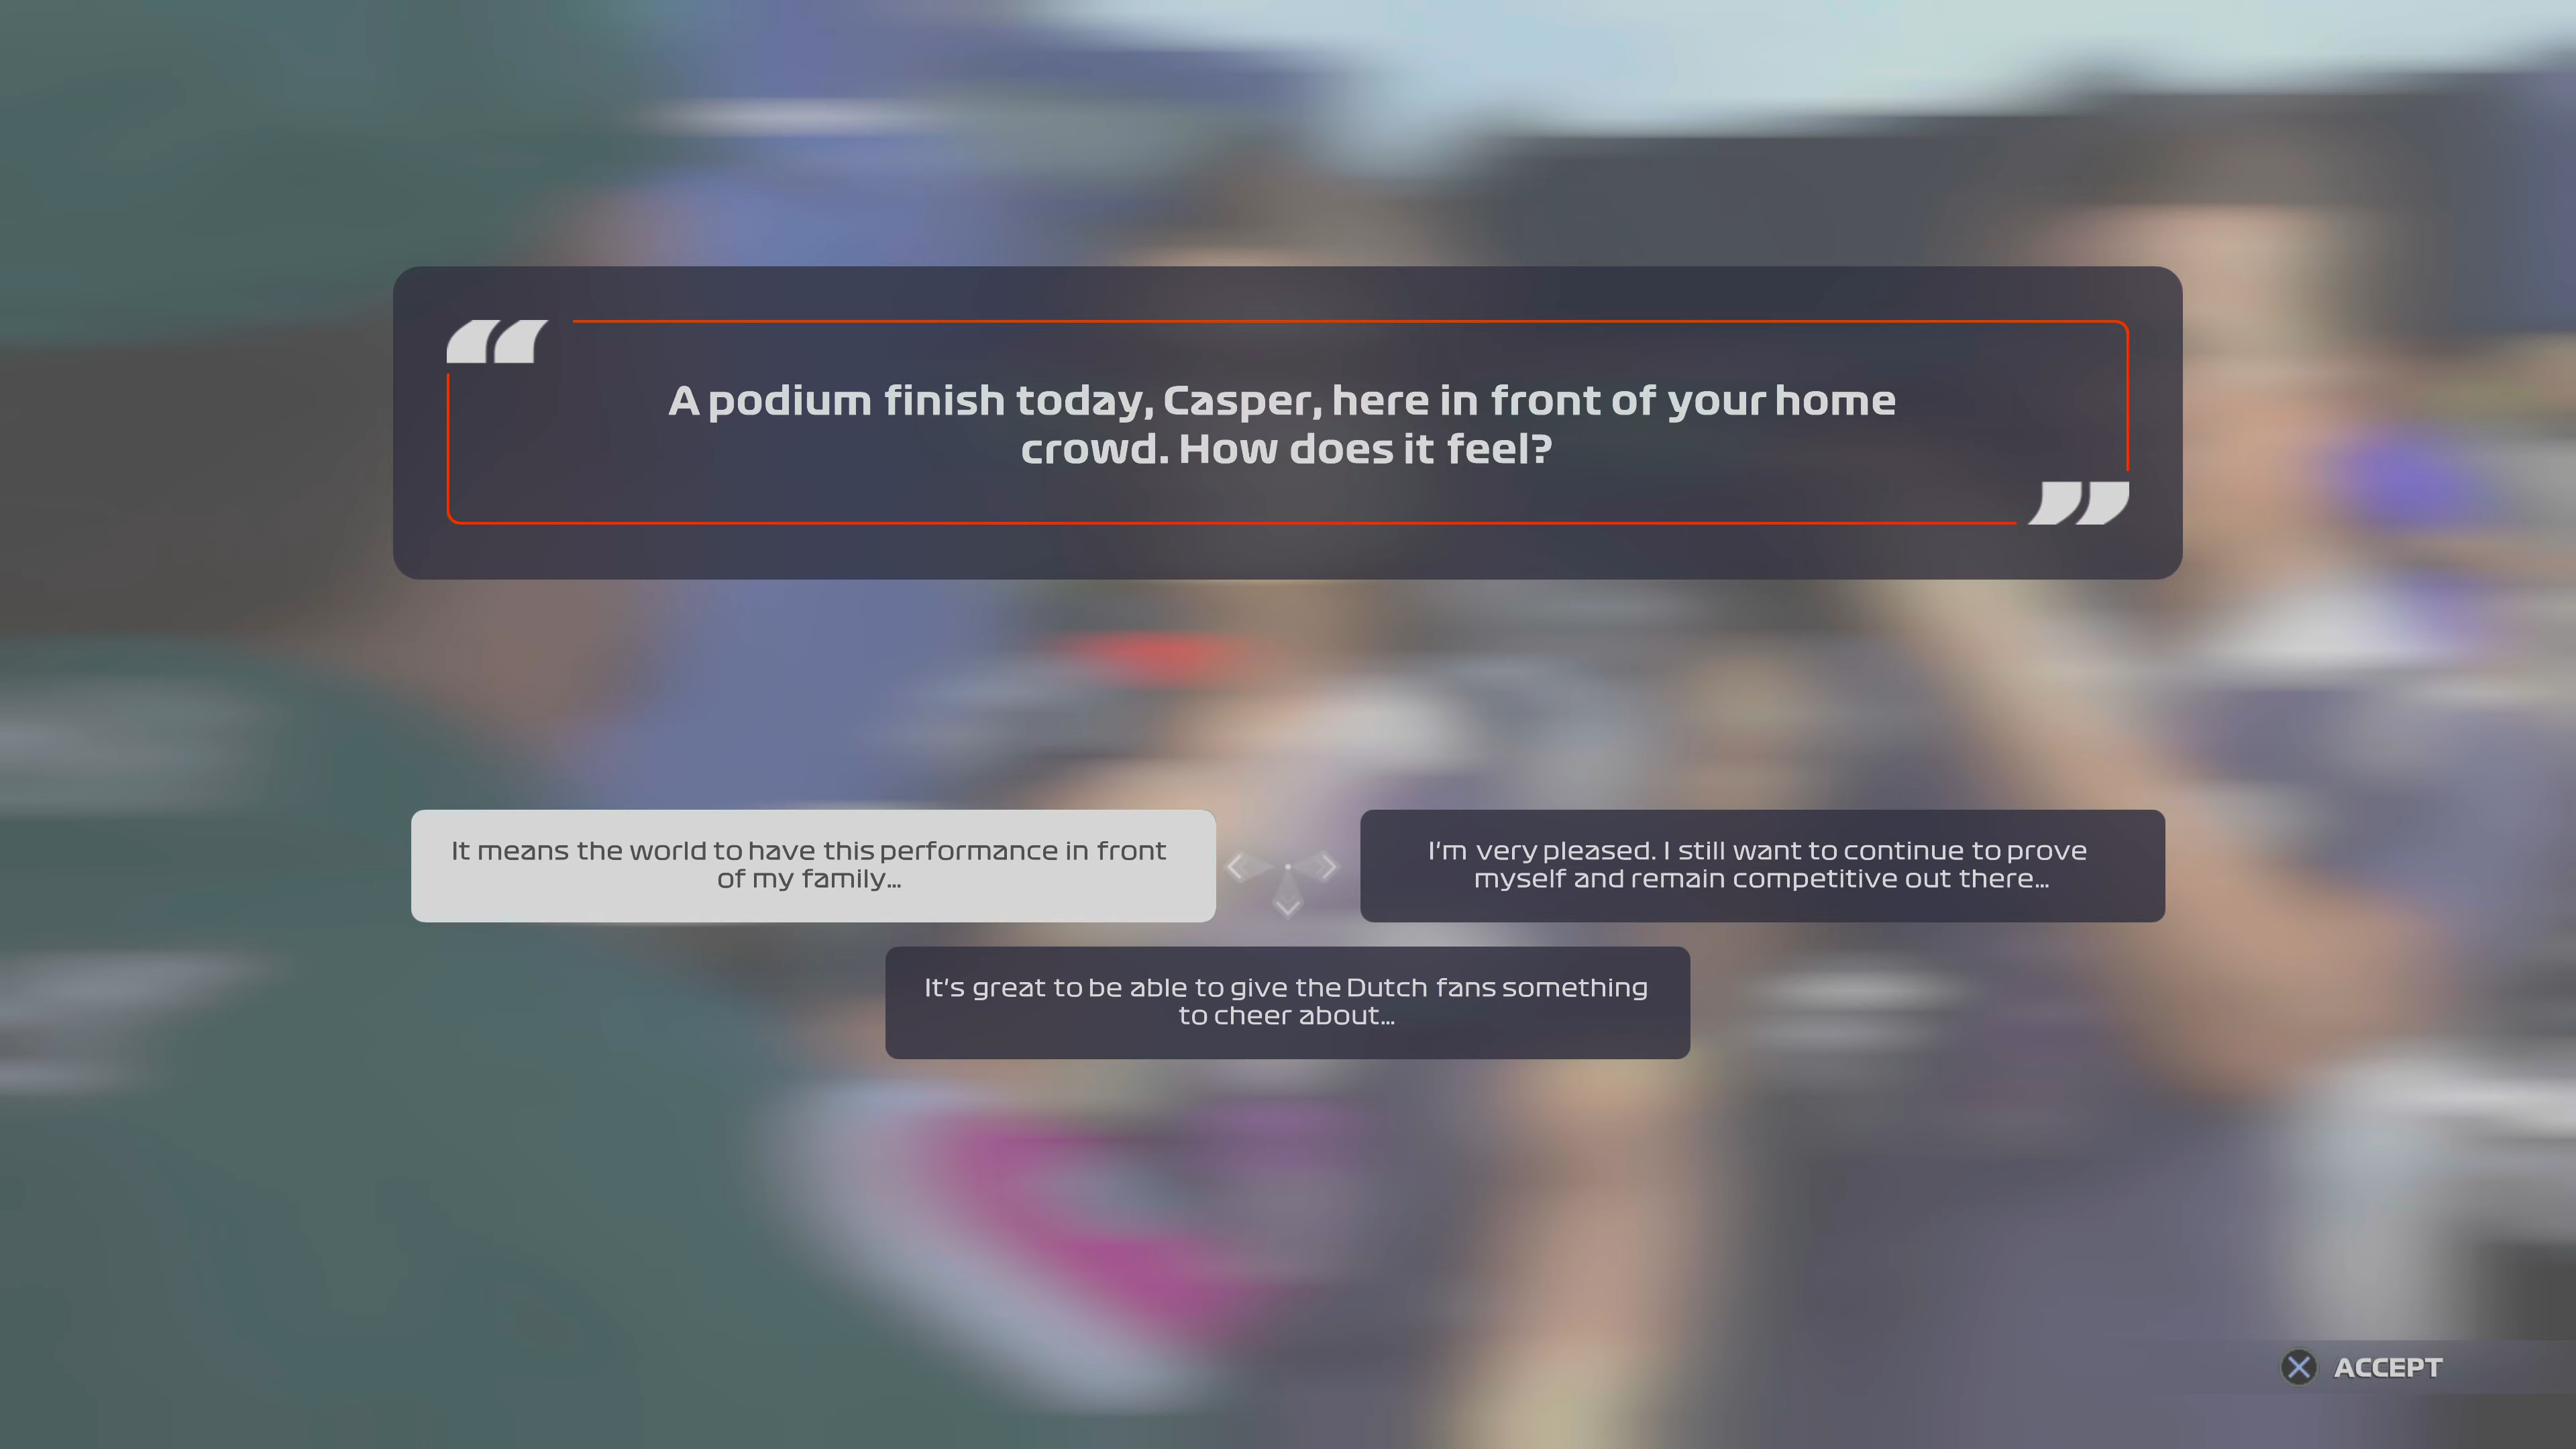 “
A podium finish today, Casper, here in front of your home
crowd. How does it feel?
”
It means the world to have this performance in front
of my family...
I'm very pleased. I still want to continue to prove
myself and remain competitive out there...
It's great to be able to give the Dutch fans something
to cheer about...
ACCEPT